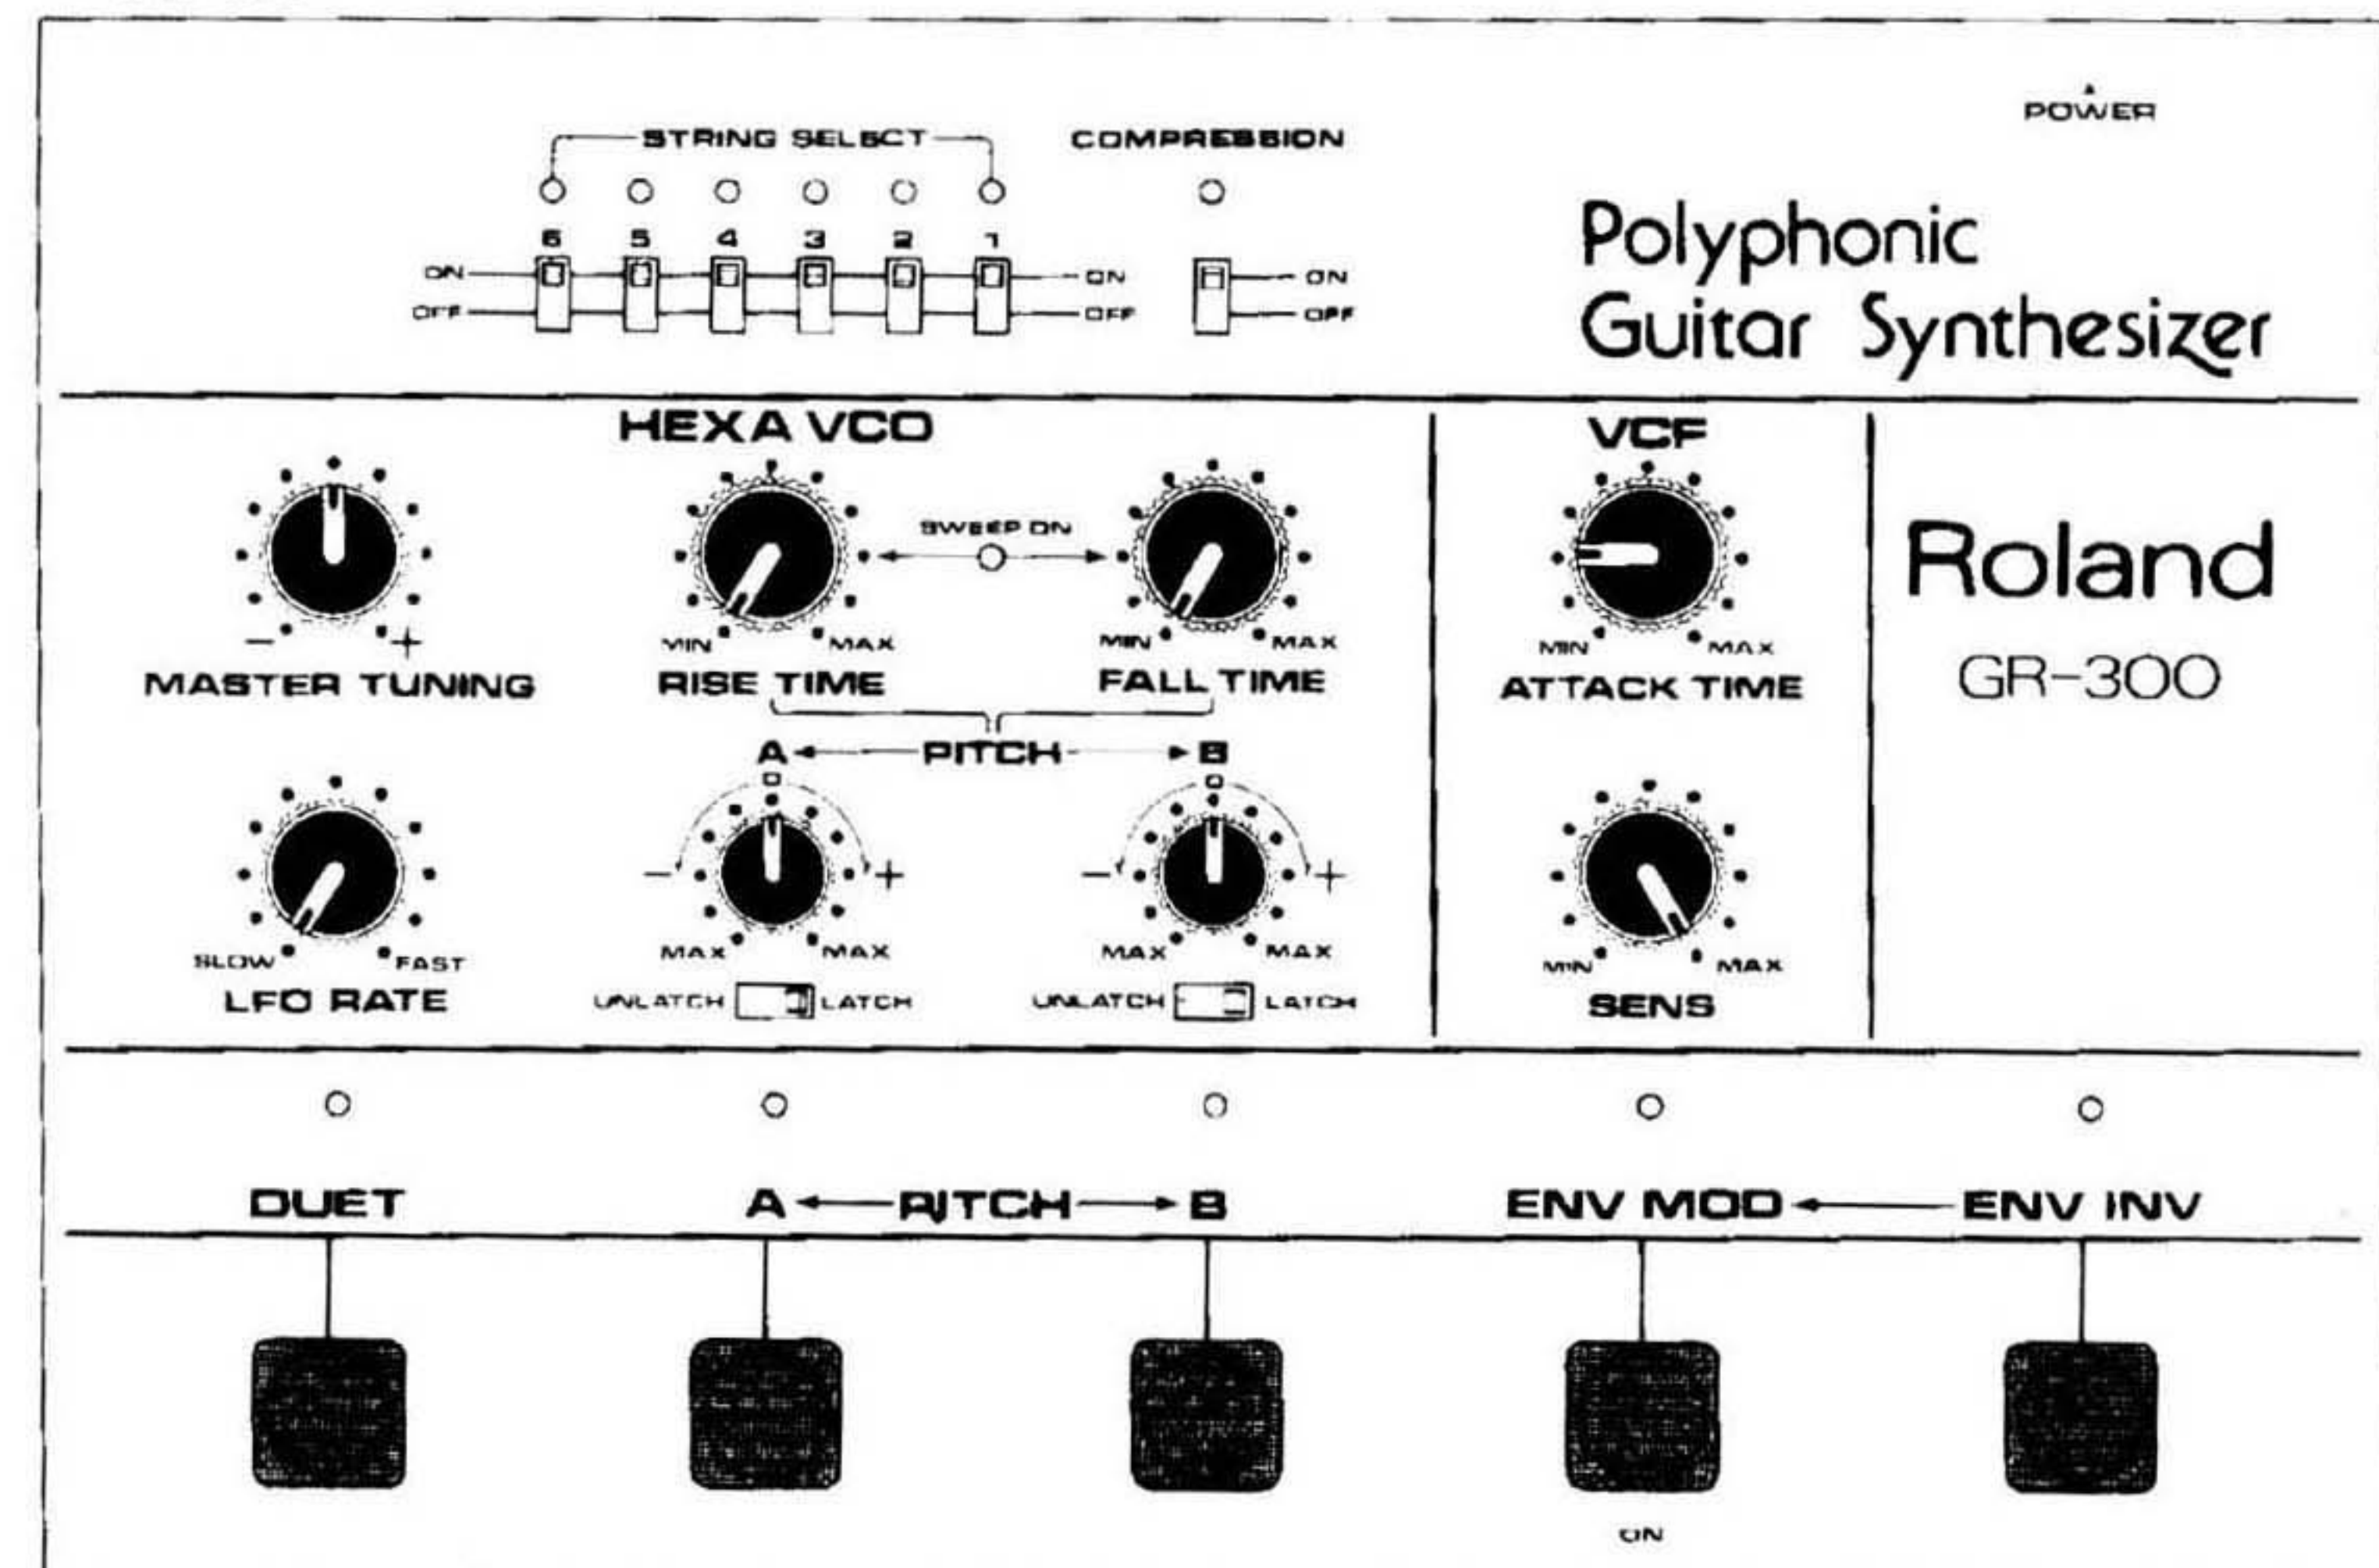 POWER
STRING SELECT
COMPRESSION
6 5 4 3 2 1
ON ON ON
OFF OFF OFF
Polyphonic
Guitar Synthesizer
HEXA VCO
SWEEP ON
- +
MASTER TUNING
MIN MAX
RISE TIME
MIN MAX
FALL TIME
A PITCH B
SLOW FAST
LFO RATE
0
- +
MAX MAX
UNLATCH LATCH
0
- +
MAX MAX
UNLATCH LATCH
VCF
MIN MAX
ATTACK TIME
MIN MAX
SENS
Roland
GR-300
DUET
A PITCH B
ENV MOD
ENV INV
ON